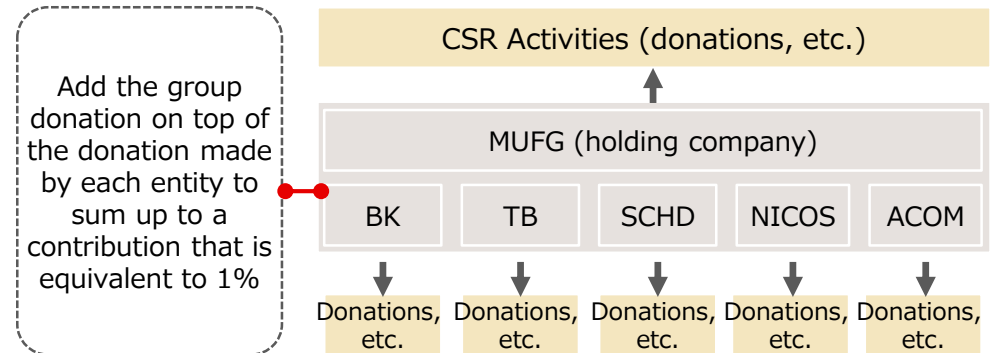 CSR Activities (donations, etc.)
Add the group
donation on top of
the donation made
by each entity to
sum up to a
contribution that is
equivalent to 1%
MUFG (holding company)
BK
TB
SCHD
NICOS
ACOM
Donations,
etc.
Donations,
etc.
Donations,
etc.
Donations,
etc.
Donations,
etc.